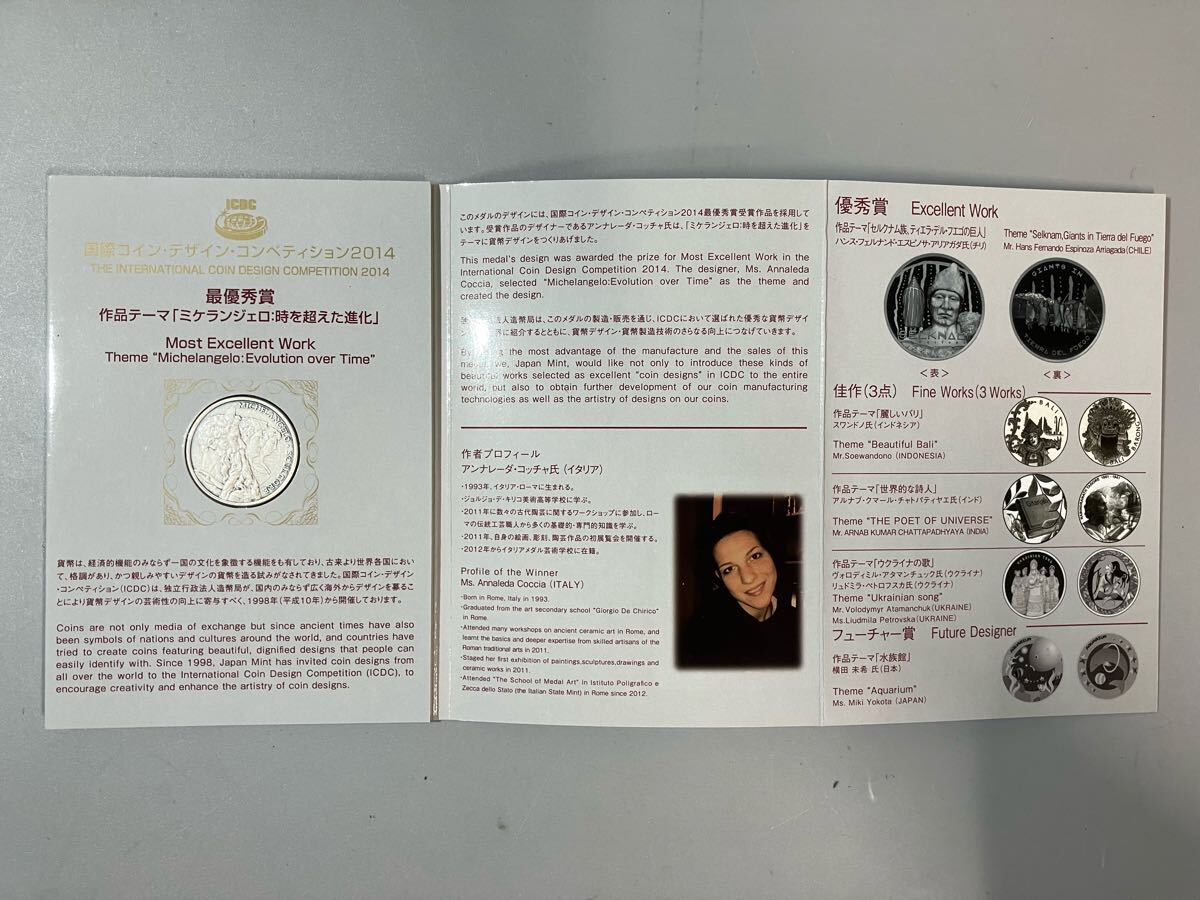 ICDC
国際コイン・デザイン・コンペティション2014
THE INTERNATIONAL COIN DESIGN COMPETITION 2014
最優秀賞
作品テーマ「ミケランジェロ:時を超えた進化」
Most Excellent Work
Theme "Michelangelo:Evolution over Time"
貨幣は、経済的機能のみならず一国の文化を象徴する機能をも有しており、古来より世界各国におい
て、格調があり、かつ親しみやすいデザインの貨幣を造る試みがなされてきました。国際コイン・デザイン
・コンペティション(ICDC)は、独立行政法人造幣局が、国内のみならず広く海外からデザインを募るこ
とにより貨幣デザインの芸術性の向上に寄与すべく、1998年(平成10年)から開催しております。
Coins are not only media of exchange but since ancient times have also
been symbols of nations and cultures around the world, and countries have
tried to create coins featuring beautiful, dignified designs that people can
easily identify with. Since 1998, Japan Mint has invited coin designs from
all over the world to the International Coin Design Competition (ICDC), to
encourage creativity and enhance the artistry of coin designs.
このメダルのデザインには、国際コイン・デザイン・コンペティション2014最優秀賞受賞作品を採用して
います。受賞作品のデザイナーであるアンナレーダ・コッチャ氏は、「ミケランジェロ:時を超えた進化」を
テーマに貨幣デザインをつくりあげました。
This medal's design was awarded the prize for Most Excellent Work in the
International Coin Design Competition 2014. The designer, Ms. Annaleda
Coccia, selected "Michelangelo:Evolution over Time" as the theme and
created the design.
法人造幣局は、このメダルの製造・販売を通じ、ICDCにおいて選ばれた優秀な貨幣デザイ
界に紹介するとともに、貨幣デザイン・貨幣製造技術のさらなる向上につなげていきます。
By the most advantage of the manufacture and the sales of this
we, Japan Mint, would like not only to introduce these kinds of
works selected as excellent "coin designs" in ICDC to the entire
world, but also to obtain further development of our coin manufacturing
technologies as well as the artistry of designs on our coins.
作者プロフィール
アンナレーダ・コッチャ氏 (イタリア)
・1993年、イタリア・ローマに生まれる。
・ジョルジョ・デ・キリコ美術高等学校に学ぶ。
・2011年に数々の古代陶芸に関するワークショップに参加し、ロー
マの伝統工芸職人から多くの基礎的・専門的知識を学ぶ。
・2011年、自身の絵画、彫刻、陶芸作品の初展覧会を開催する。
・2012年からイタリアメダル芸術学校に在籍。
Profile of the Winner
Ms. Annaleda Coccia (ITALY)
・Born in Rome, Italy in 1993.
・Graduated from the art secondary school "Giorgio De Chirico"
in Rome.
・Attended many workshops on ancient ceramic art in Rome, and
learnt the basics and deeper expertise from skilled artisans of the
Roman traditional arts in 2011.
・Staged her first exhibition of paintings,sculptures,drawings and
ceramic works in 2011.
・Attended "The School of Medal Art" in Istituto Poligrafico e
Zecca dello Stato (the Italian State Mint) in Rome since 2012.
優秀賞 Excellent Work
作品テーマ「セルクナム族、ティエラ・デル・フエゴの巨人」
ハンス・フェルナンド・エスピノサ・アリアガダ氏(チリ)
Theme "Selknam,Giants in Tierra del Fuego"
Mr. Hans Fernando Espinoza Arriagada(CHILE)
GIANTS IN
TIERRA DEL FUEGO
<表>
<裏>
佳作(3点) Fine Works(3 Works)
作品テーマ「麗しいバリ」
スワンドノ氏(インドネシア)
Theme "Beautiful Bali"
Mr.Soewandono (INDONESIA)
BALI
作品テーマ「世界的な詩人」
アルナブ・クマール・チャトパティヤエ氏(インド)
Theme "THE POET OF UNIVERSE"
Mr. ARNAB KUMAR CHATTAPADHYAYA (INDIA)
作品テーマ「ウクライナの歌」
ヴォロディミル・アタマンチュック氏(ウクライナ)
リュドミラ・ペトロフスカ氏(ウクライナ)
Theme "Ukrainian song"
Mr. Volodymyr Atamanchuk(UKRAINE)
Ms.Liudmila Petrovska(UKRAINE)
フューチャー賞 Future Designer
作品テーマ「水族館」
横田 未希 氏(日本)
Theme "Aquarium"
Ms. Miki Yokota (JAPAN)